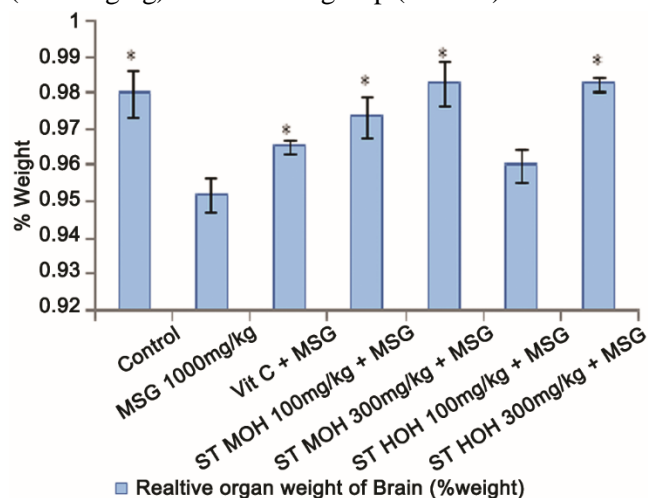 group
1
0.99
0.98
0.97
0.96
0.95
0.94
0.93
0.92
% Weight
* * * * *
Control
MSG 1000mg/kg
Vit C + MSG
ST MOH 100mg/kg + MSG
ST MOH 300mg/kg + MSG
ST HOH 100mg/kg + MSG
ST HOH 300mg/kg + MSG
Realtive organ weight of Brain (%weight)